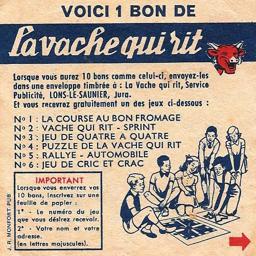 VOICI 1 BON DE
La vache qui rit
Lorsque vous aurez 10 bons comme celui-ci, envoyez-les
dans une enveloppe timbrée à : La Vache qui rit, Service
Publicité, LONS-LE-SAUNIER, Jura.
Et vous recevrez gratuitement un des jeux ci-dessous :
N° 1 : LA COURSE AU BON FROMAGE
N° 2 : VACHE QUI RIT - SPRINT
N° 3 : JEU DE QUATRE A QUATRE
N° 4 : PUZZLE DE LA VACHE QUI RIT
N° 5 : RALLYE - AUTOMOBILE
N° 6 : JEU DE CRIC ET CRAC
IMPORTANT
Lorsque vous enverrez vos
10 bons, inscrivez sur une
feuille de papier :
1° - Le numéro du jeu
que vous désirez recevoir.
2° - Votre nom et votre
adresse.
(en lettres majuscules).
J. R. MONFORT PUB